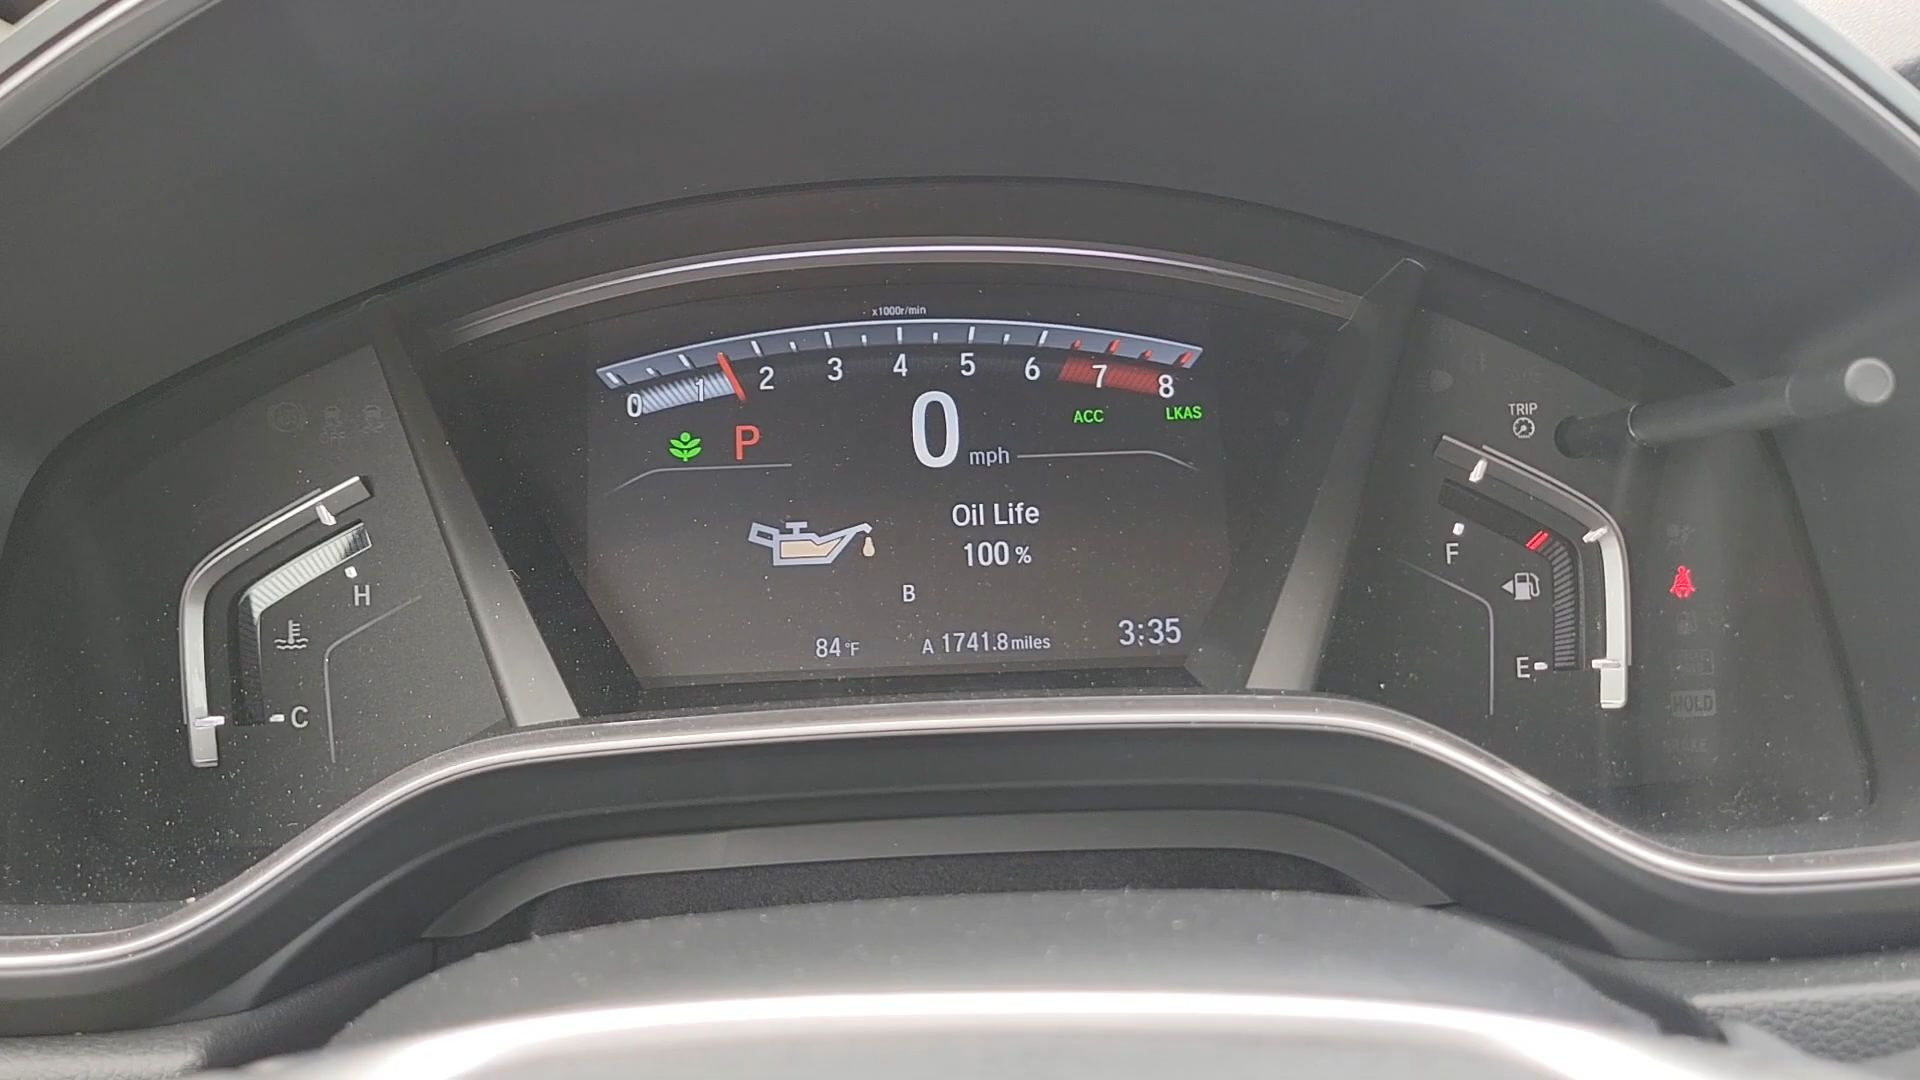 x1000r/min
0 1 2 3 4 5 6 7 8
P 0 mph ACC LKAS
TRIP
Oil Life
100 %
B
84°F A 1741.8 miles 3:35
H
C
F
E
HOLD